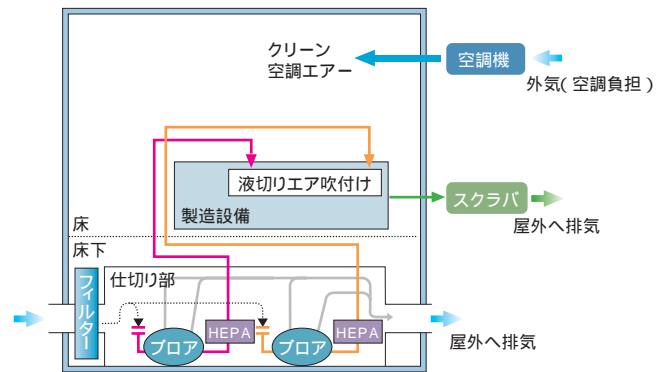 クリーン
空調エアー
空調機
外気(空調負担)
液切りエア吹付け
製造設備
スクラバ
屋外へ排気
床
床下
フィルター
仕切り部
HEPA
HEPA
ブロア
ブロア
屋外へ排気